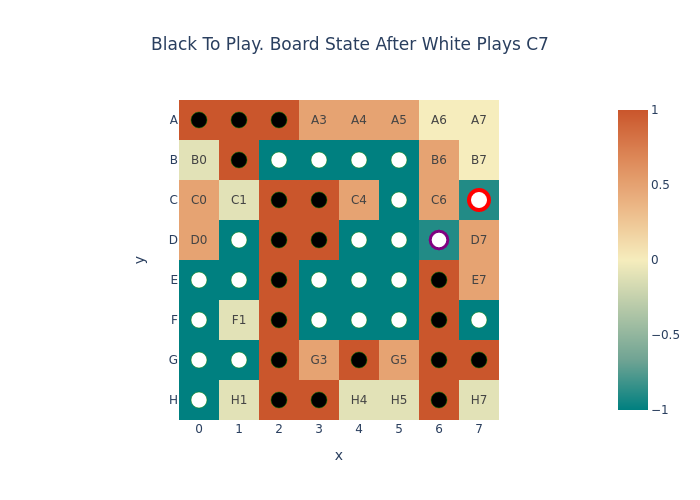 Black To Play. Board State After White Plays C7
A A3 A4 A5 A6 A7 1
B B0 B6 B7
C C0 C1 C4 C6 0.5
D D0 D7
y 0
E E7
F F1 −0.5
G G3 G5
H H1 H4 H5 H7 −1
0 1 2 3 4 5 6 7
x